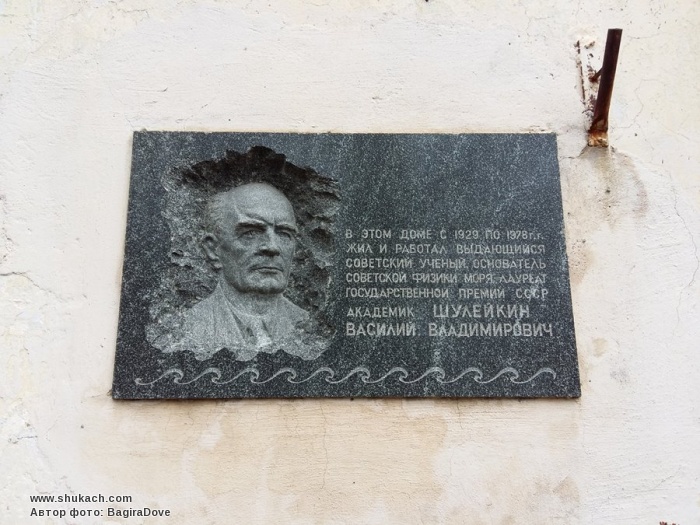 В ЭТОМ ДОМЕ С 1929 ПО 1978 г.г.
ЖИЛ И РАБОТАЛ ВЫДАЮЩИЙСЯ
СОВЕТСКИЙ УЧЕНЫЙ, ОСНОВАТЕЛЬ
СОВЕТСКОЙ ФИЗИКИ МОРЯ, ЛАУРЕАТ
ГОСУДАРСТВЕННОЙ ПРЕМИИ СССР
АКАДЕМИК ШУЛЕЙКИН
ВАСИЛИЙ ВЛАДИМИРОВИЧ
www.shukach.com
Автор фото: BagiraDove